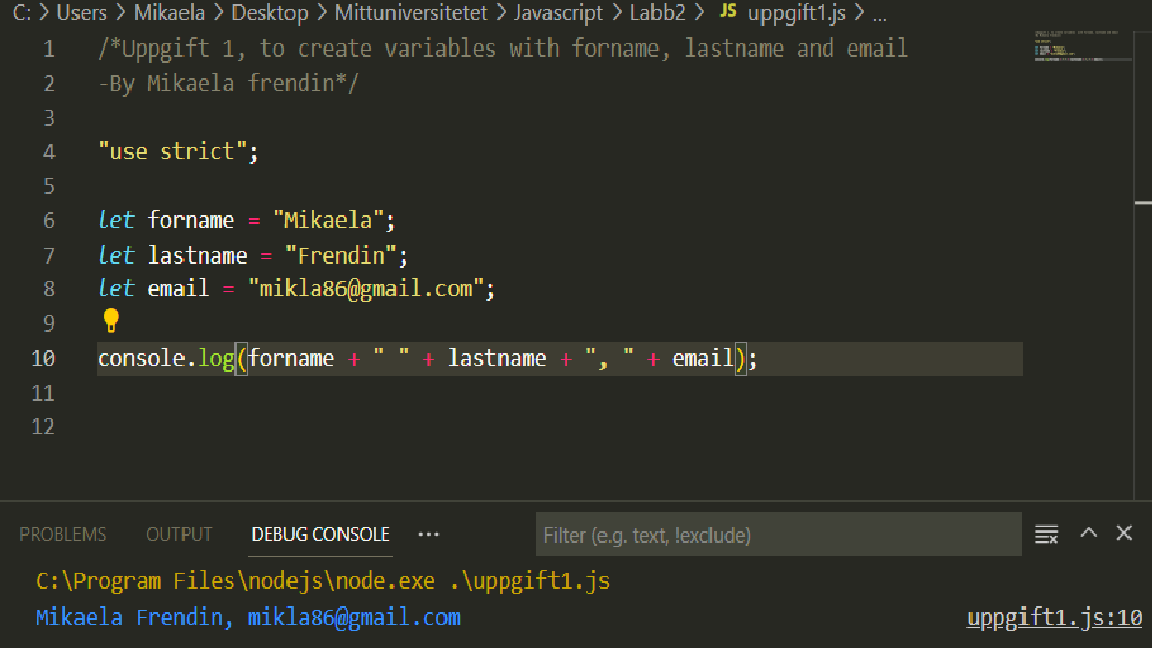 C: > Users > Mikaela > Desktop > Mittuniversitetet > Javascript > Labb2 > JS uppgift1.js > ...
1 /*Uppgift 1, to create variables with forname, lastname and email
2 -By Mikaela frendin*/
3
4 "use strict";
5
6 let forname = "Mikaela";
7 let lastname = "Frendin";
8 let email = "mikla86@gmail.com";
9
10 console.log(forname + " " + lastname + ", " + email);
11
12
PROBLEMS OUTPUT DEBUG CONSOLE ··· Filter (e.g. text, !exclude)
C:\Program Files\nodejs\node.exe .\uppgift1.js
Mikaela Frendin, mikla86@gmail.com uppgift1.js:10